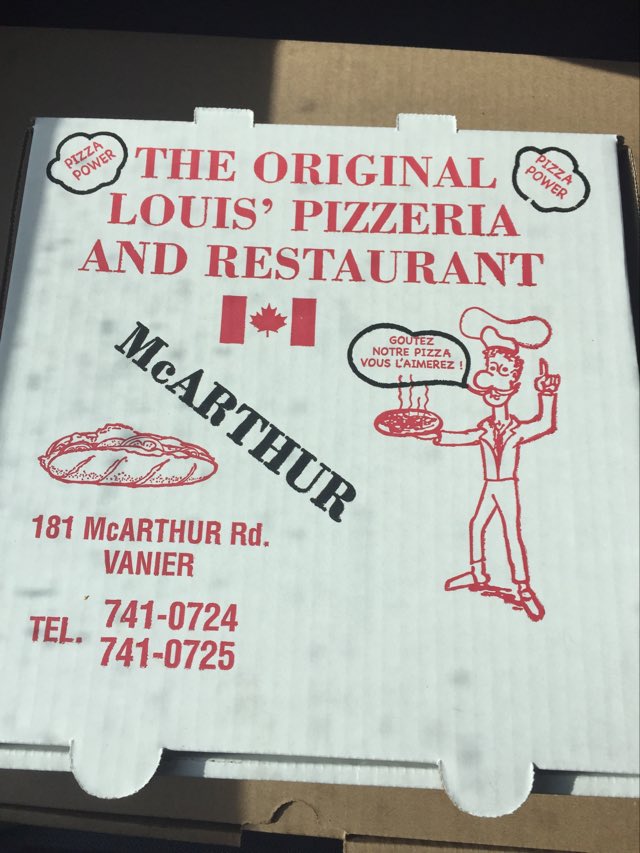 PIZZA
POWER
THE ORIGINAL
LOUIS' PIZZERIA
AND RESTAURANT
PIZZA
POWER
GOUTEZ
NOTRE PIZZA
VOUS L'AIMEREZ !
McARTHUR
181 McARTHUR Rd.
VANIER
TEL. 741-0724
741-0725